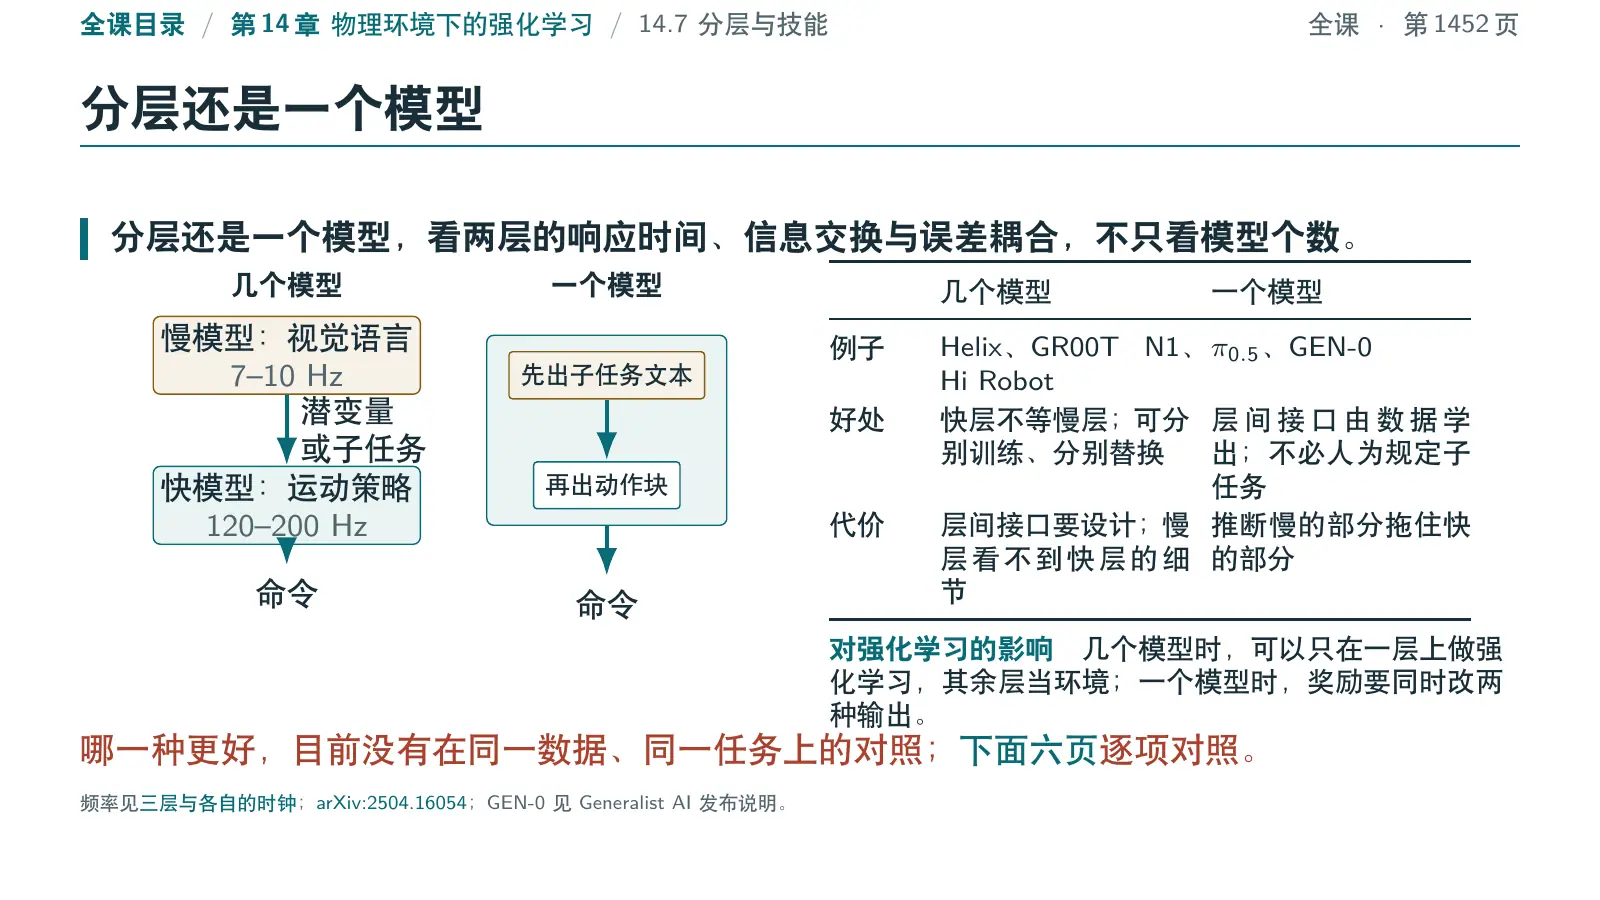 全课目录 / 第 14 章 物理环境下的强化学习 / 14.7 分层与技能
全课 · 第 1452 页
分层还是一个模型
分层还是一个模型，看两层的响应时间、信息交换与误差耦合，不只看模型个数。
几个模型
慢模型：视觉语言
7–10 Hz
潜变量
或子任务
快模型：运动策略
120–200 Hz
命令
一个模型
先出子任务文本
再出动作块
命令
几个模型 一个模型
例子 Helix、GR00T N1、 π0.5、GEN-0
Hi Robot
好处 快层不等慢层；可分 层间接口由数据学
别训练、分别替换 出；不必人为规定子
任务
代价 层间接口要设计；慢 推断慢的部分拖住快
层看不到快层的细 的部分
节
对强化学习的影响 几个模型时，可以只在一层上做强
化学习，其余层当环境；一个模型时，奖励要同时改两
种输出。
哪一种更好，目前没有在同一数据、同一任务上的对照；下面六页逐项对照。
频率见三层与各自的时钟；arXiv:2504.16054；GEN-0 见 Generalist AI 发布说明。